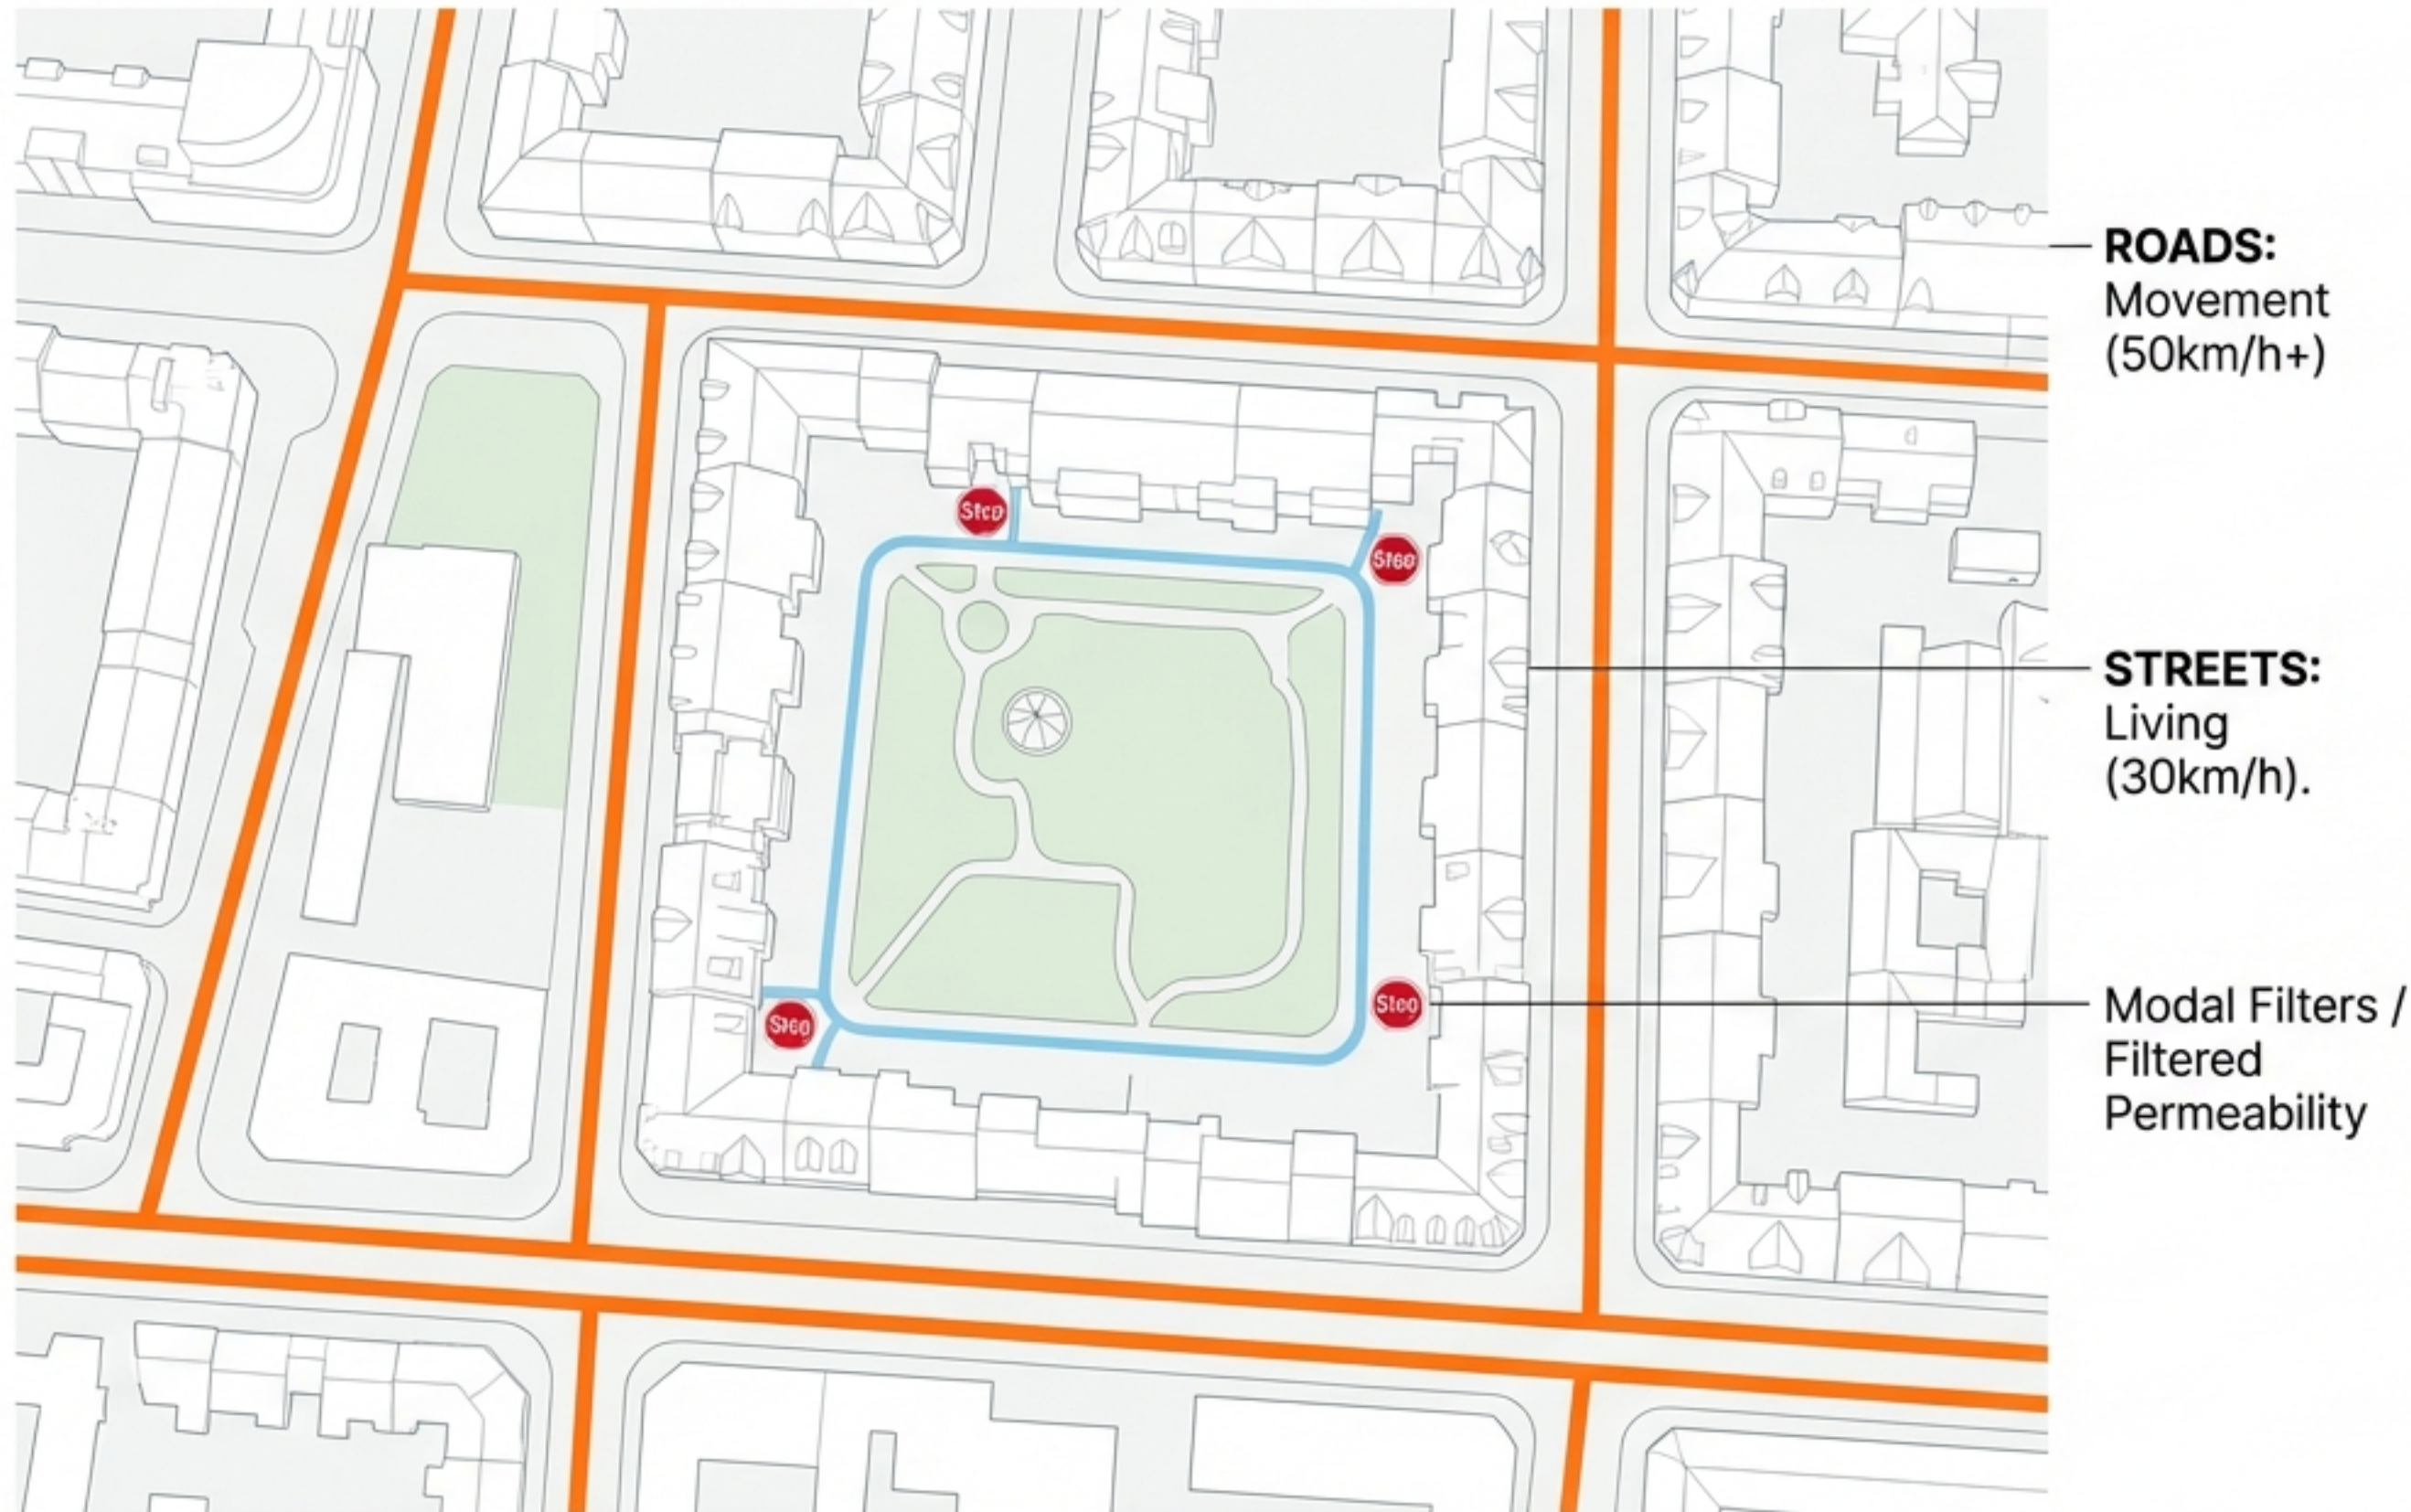 ROADS:
Movement
(50km/h+)
STREETS:
Living
(30km/h).
Modal Filters /
Filtered
Permeability